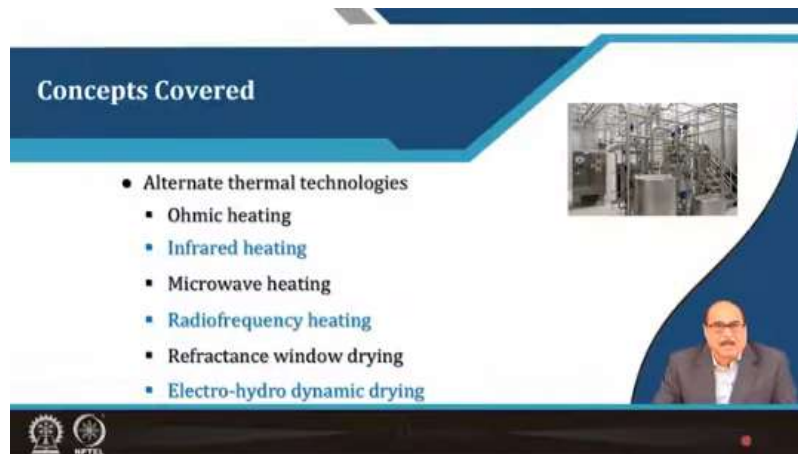 Concepts Covered
Alternate thermal technologies
Ohmic heating
Infrared heating
Microwave heating
Radiofrequency heating
Refractance window drying
Electro-hydro dynamic drying
NPTEL